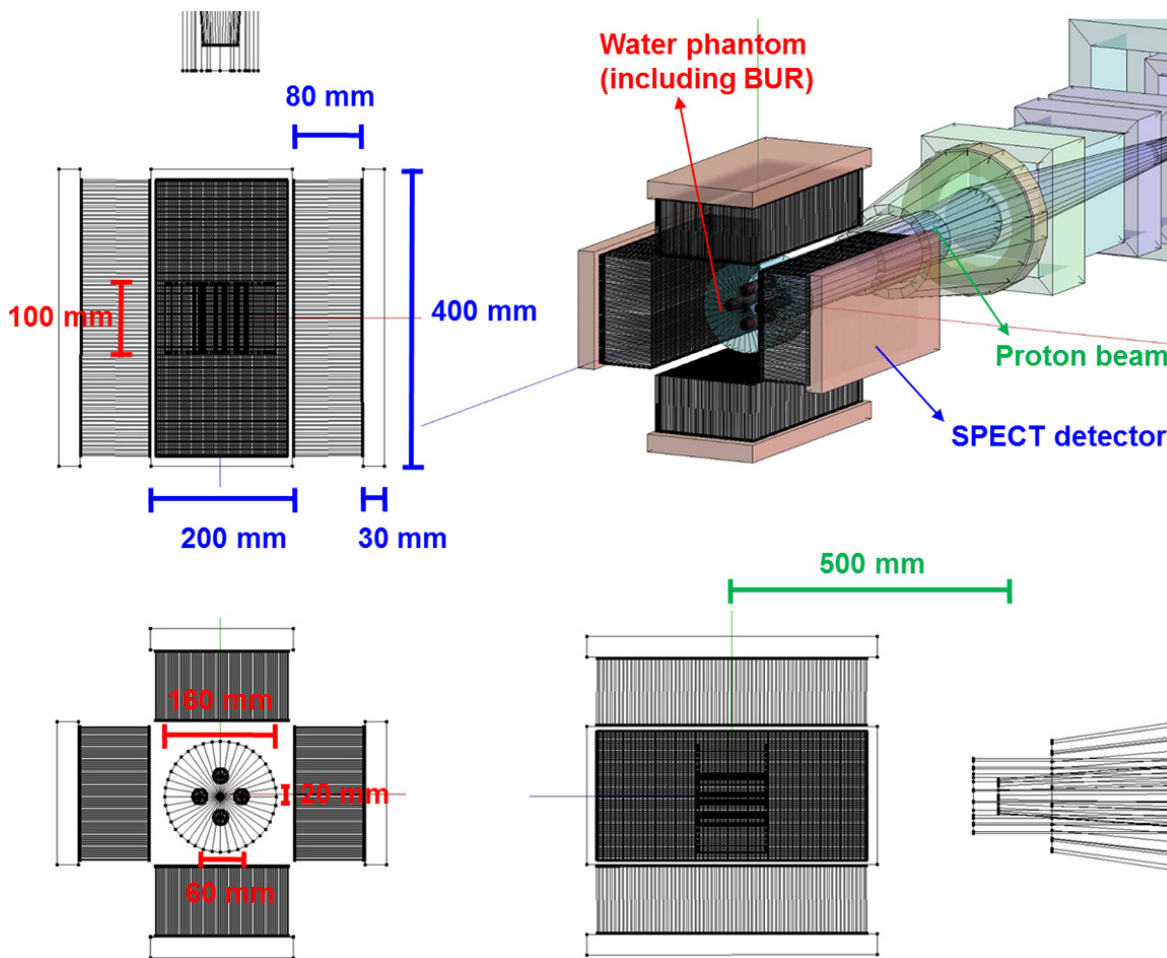 Water phantom
(including BUR)
80 mm
100 mm
400 mm
Proton beam
SPECT detector
200 mm
30 mm
500 mm
160 mm
20 mm
60 mm